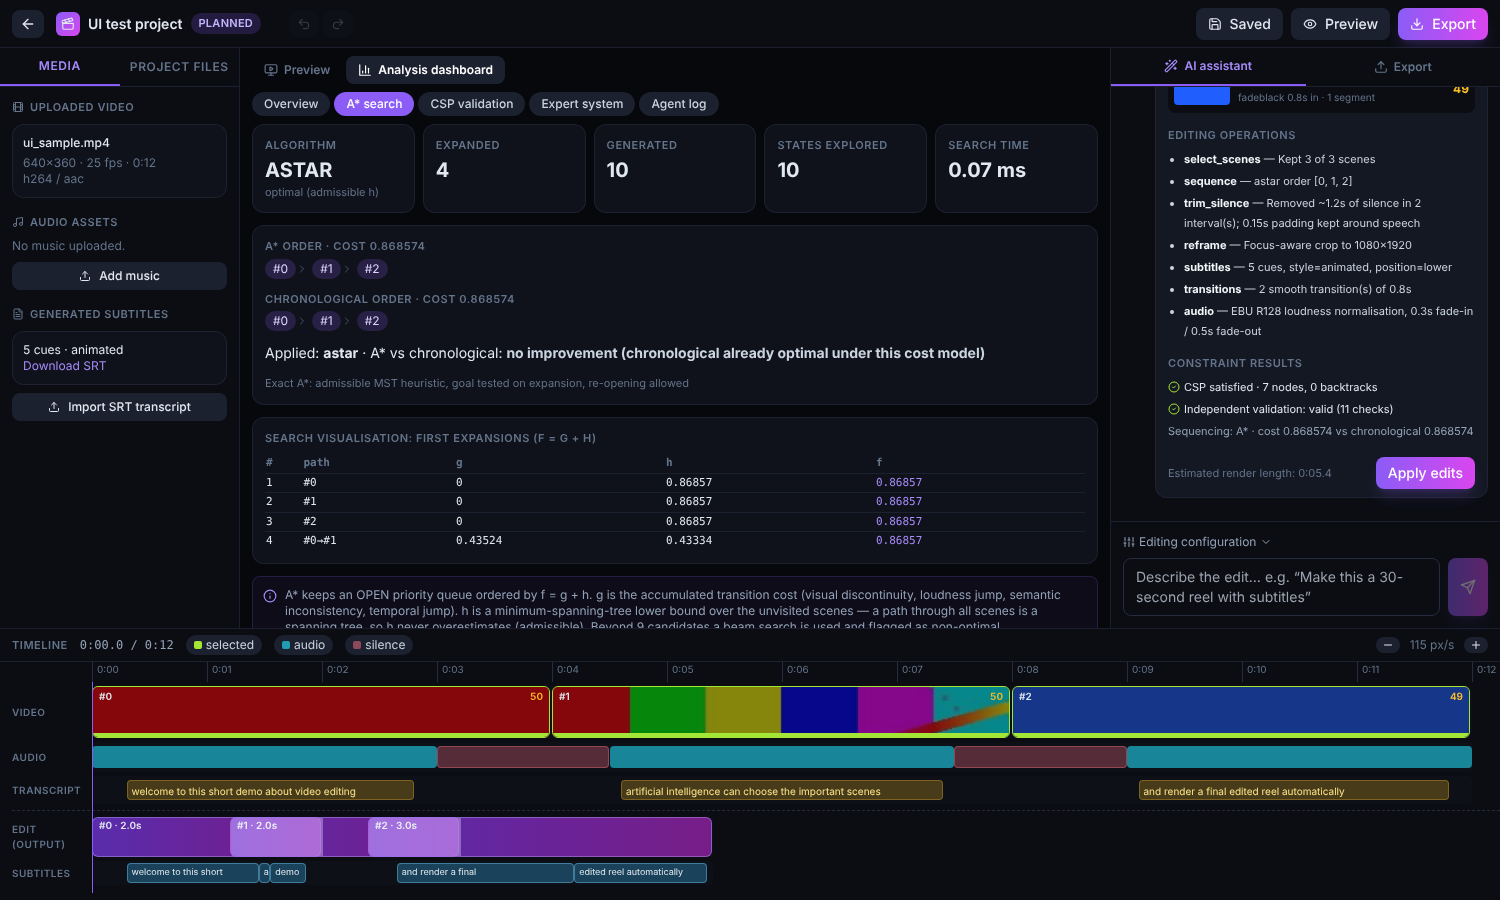 UI test project
PLANNED
Saved
Preview
Export
MEDIA
PROJECT FILES
UPLOADED VIDEO
ui_sample.mp4
640×360 · 25 fps · 0:12
h264 / aac
AUDIO ASSETS
No music uploaded.
Add music
GENERATED SUBTITLES
5 cues · animated
Download SRT
Import SRT transcript
Preview
Analysis dashboard
Overview
A* search
CSP validation
Expert system
Agent log
ALGORITHM
ASTAR
optimal (admissible h)
EXPANDED
4
GENERATED
10
STATES EXPLORED
10
SEARCH TIME
0.07 ms
A* ORDER · COST 0.868574
#0 › #1 › #2
CHRONOLOGICAL ORDER · COST 0.868574
#0 › #1 › #2
Applied: astar · A* vs chronological: no improvement (chronological already optimal under this cost model)
Exact A*: admissible MST heuristic, goal tested on expansion, re-opening allowed
SEARCH VISUALISATION: FIRST EXPANSIONS (F = G + H)
# path g h f
1 #0 0 0.86857 0.86857
2 #1 0 0.86857 0.86857
3 #2 0 0.86857 0.86857
4 #0→#1 0.43524 0.43334 0.86857
A* keeps an OPEN priority queue ordered by f = g + h. g is the accumulated transition cost (visual discontinuity, loudness jump, semantic
inconsistency, temporal jump). h is a minimum-spanning-tree lower bound over the unvisited scenes — a path through all scenes is a
spanning tree, so h never overestimates (admissible). Beyond 9 candidates a beam search is used and flagged as non-optimal.
AI assistant
Export
fadeblack 0.8s in · 1 segment
49
EDITING OPERATIONS
• select_scenes — Kept 3 of 3 scenes
• sequence — astar order [0, 1, 2]
• trim_silence — Removed ~1.2s of silence in 2
interval(s); 0.15s padding kept around speech
• reframe — Focus-aware crop to 1080×1920
• subtitles — 5 cues, style=animated, position=lower
• transitions — 2 smooth transition(s) of 0.8s
• audio — EBU R128 loudness normalisation, 0.3s fade-in
/ 0.5s fade-out
CONSTRAINT RESULTS
CSP satisfied · 7 nodes, 0 backtracks
Independent validation: valid (11 checks)
Sequencing: A* · cost 0.868574 vs chronological 0.868574
Estimated render length: 0:05.4
Apply edits
Editing configuration
Describe the edit... e.g. “Make this a 30-
second reel with subtitles”
TIMELINE 0:00.0 / 0:12
selected
audio
silence
115 px/s
0:00 0:01 0:02 0:03 0:04 0:05 0:06 0:07 0:08 0:09 0:10 0:11 0:12
VIDEO
#0 50
#1 50
#2 49
AUDIO
TRANSCRIPT
welcome to this short demo about video editing
artificial intelligence can choose the important scenes
and render a final edited reel automatically
EDIT
(OUTPUT)
#0 · 2.0s
#1 · 2.0s
#2 · 3.0s
SUBTITLES
welcome to this short
a
demo
and render a final
edited reel automatically